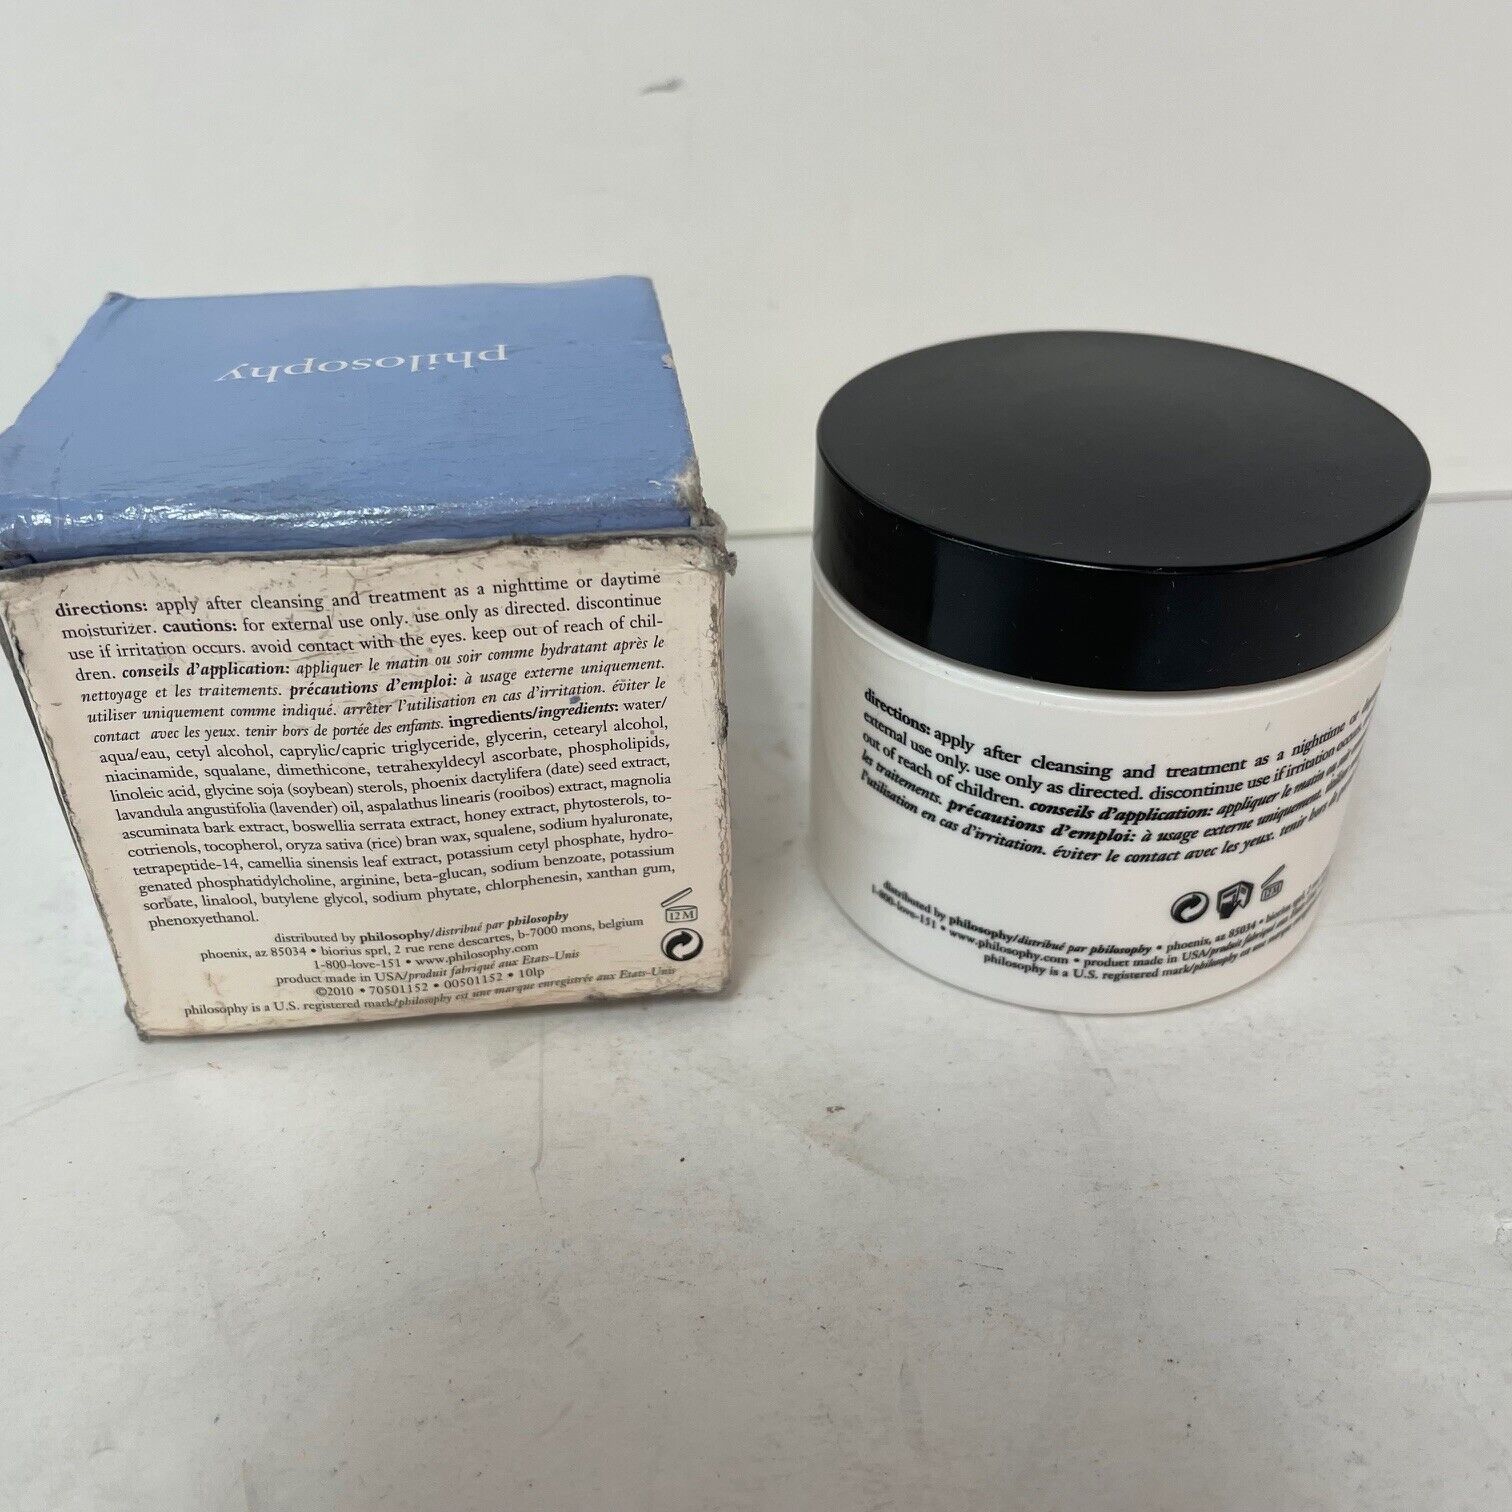 philosophy
directions: apply after cleansing and treatment as a nighttime or daytime
moisturizer. cautions: for external use only. use only as directed. discontinue
use if irritation occurs. avoid contact with the eyes. keep out of reach of chil-
dren. conseils d'application: appliquer le matin ou soir comme hydratant après le
nettoyage et les traitements. précautions d'emploi: à usage externe uniquement.
utiliser uniquement comme indiqué. arrêter l'utilisation en cas d'irritation. éviter le
contact avec les yeux. tenir hors de portée des enfants. ingredients/ingrédients: water/
aqua/eau, cetyl alcohol, caprylic/capric triglyceride, glycerin, cetearyl alcohol,
niacinamide, squalane, dimethicone, tetrahexyldecyl ascorbate, phospholipids,
linoleic acid, glycine soja (soybean) sterols, phoenix dactylifera (date) seed extract,
lavandula angustifolia (lavender) oil, aspalathus linearis (rooibos) extract, magnolia
ascuminata bark extract, boswellia serrata extract, honey extract, phytosterols, to-
cotrienols, tocopherol, oryza sativa (rice) bran wax, squalene, sodium hyaluronate,
tetrapeptide-14, camellia sinensis leaf extract, potassium cetyl phosphate, hydro-
genated phosphatidylcholine, arginine, beta-glucan, sodium benzoate, potassium
sorbate, linalool, butylene glycol, sodium phytate, chlorphenesin, xanthan gum,
phenoxyethanol.
12M
distributed by philosophy/distribué par philosophy
phoenix, az 85034 • biorius sprl, 2 rue rene descartes, b-7000 mons, belgium
1-800-love-151 • www.philosophy.com
product made in USA/produit fabriqué aux Etats-Unis
©2010 • 70501152 • 00501152 • 10lp
philosophy is a U.S. registered mark/philosophy est une marque enregistrée aux Etats-Unis
directions: apply after cleansing and treatment as a nighttime or
external use only. use only as directed. discontinue use if irritation occurs.
out of reach of children. conseils d'application: appliquer le matin ou soir
les traitements. précautions d'emploi: à usage externe uniquement.
l'utilisation en cas d'irritation. éviter le contact avec les yeux. tenir hors de
12M
distributed by philosophy/distribué par philosophy • phoenix, az 85034 • biorius sprl,
1-800-love-151 • www.philosophy.com • product made in USA/produit fabriqué aux
philosophy is a U.S. registered mark/philosophy est une marque